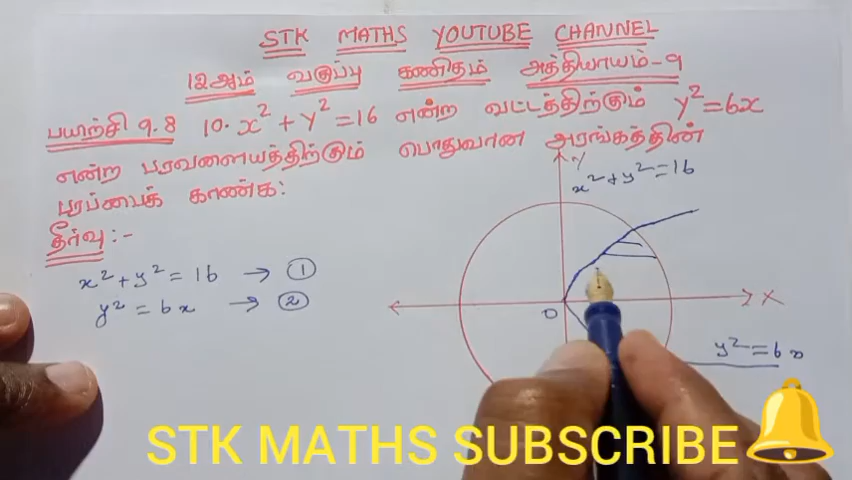 STK MATHS YOUTUBE CHANNEL
12ஆம் வகுப்பு கணிதம் அத்தியாயம்-9
பயிற்சி 9.8 10. x² + y² = 16 என்ற வட்டத்திற்கும் y² = 6x
என்ற பரவளையத்திற்கும் பொதுவான அரங்கத்தின்
பரப்பைக் காண்க:
தீர்வு :-
x² + y² = 16 → ①
y² = 6x → ②
y
x² + y² = 16
X
O
y² = 6x
STK MATHS SUBSCRIBE